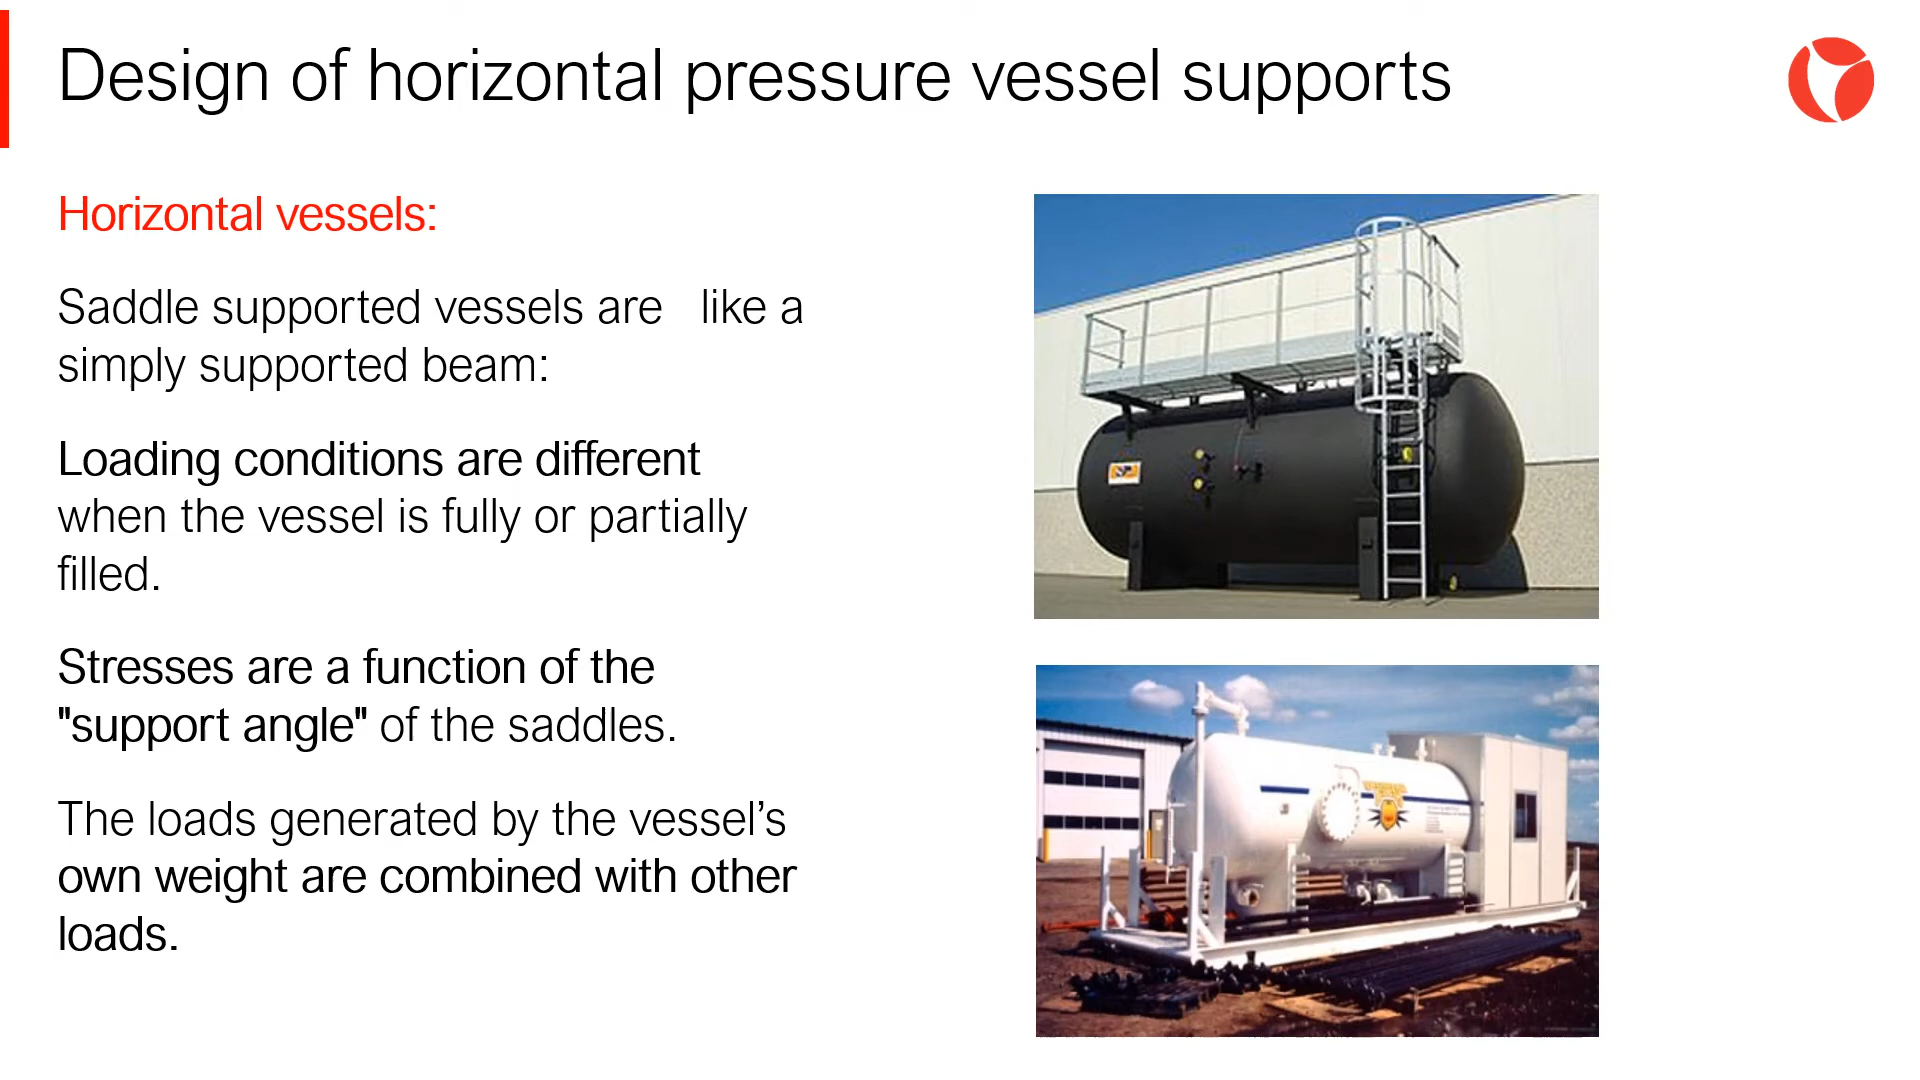 Design of horizontal pressure vessel supports
Horizontal vessels:
Saddle supported vessels are   like a
simply supported beam:
Loading conditions are different
when the vessel is fully or partially
filled.
Stresses are a function of the
"support angle" of the saddles.
The loads generated by the vessel’s
own weight are combined with other
loads.